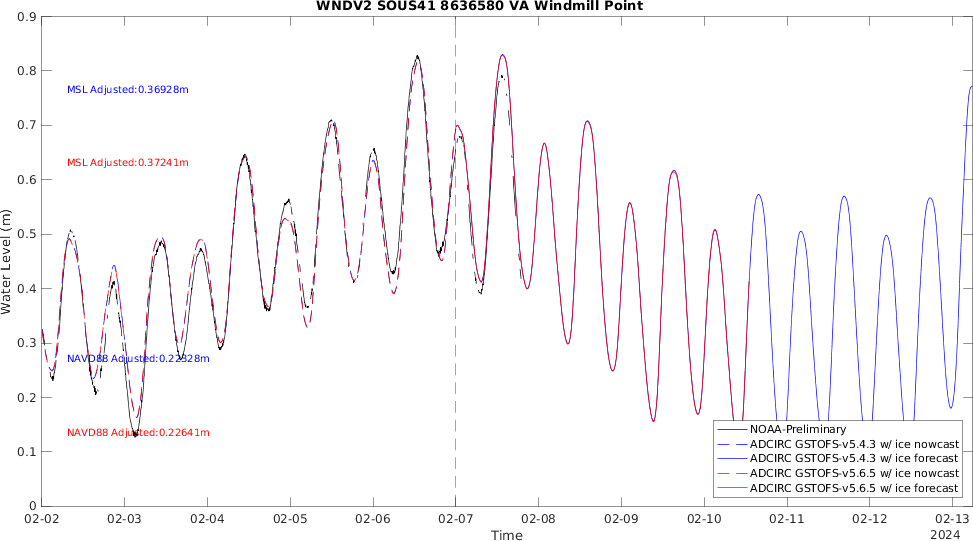 WNDV2 SOUS41 8636580 VA Windmill Point
0.9
0.8
MSL Adjusted:0.36928m
0.7
MSL Adjusted:0.37241m
0.6
0.5
Water Level (m)
0.4
0.3
NAVD88 Adjusted:0.22328m
0.2
NAVD88 Adjusted:0.22641m
NOAA-Preliminary
ADCIRC GSTOFS-v5.4.3 w/ ice nowcast
0.1
ADCIRC GSTOFS-v5.4.3 w/ ice forecast
ADCIRC GSTOFS-v5.6.5 w/ ice nowcast
ADCIRC GSTOFS-v5.6.5 w/ ice forecast
0
02-02 02-03 02-04 02-05 02-06 02-07 02-08 02-09 02-10 02-11 02-12 02-13
Time 2024